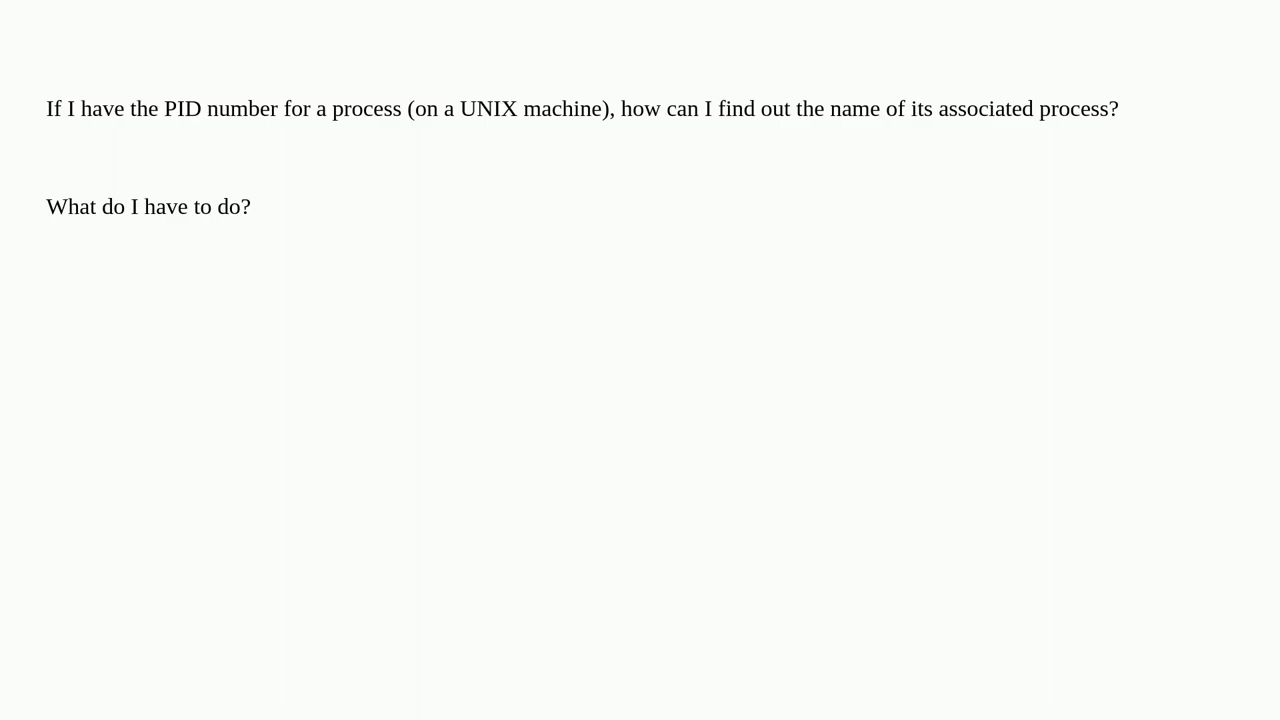 If I have the PID number for a process (on a UNIX machine), how can I find out the name of its associated process?
What do I have to do?